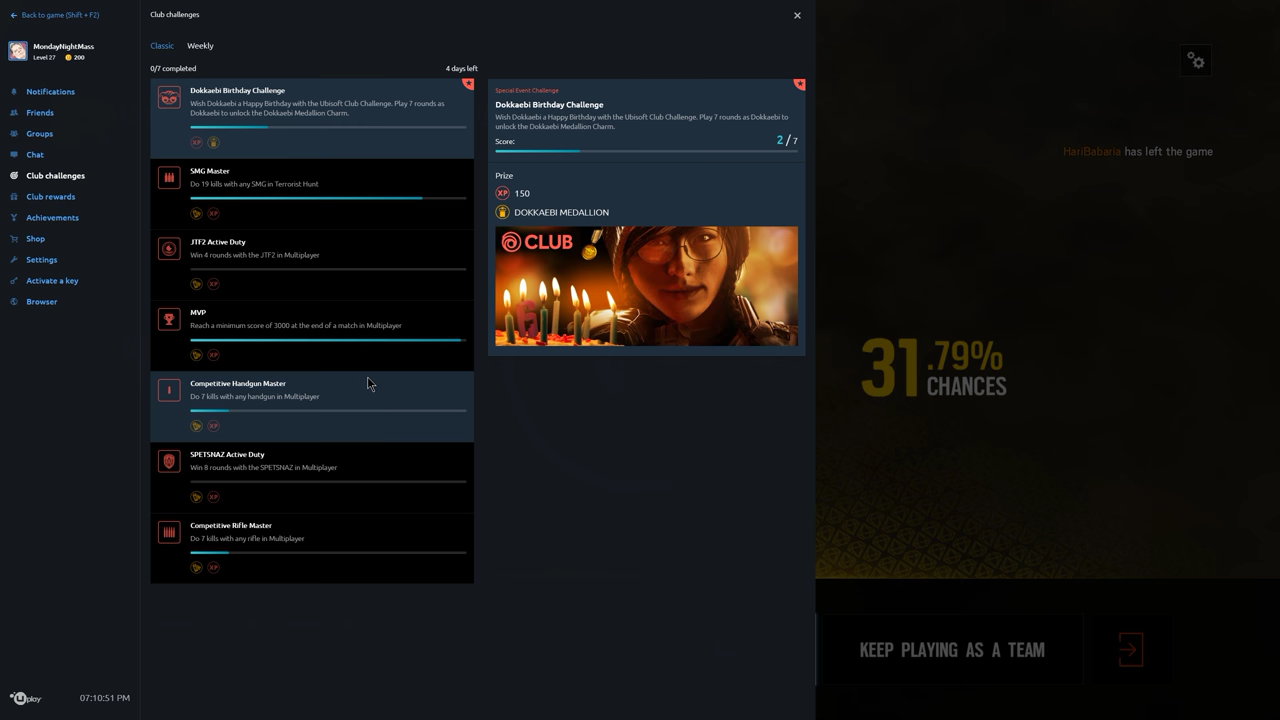 Back to game (Shift + F2)
MondayNightMass
Level 27 200
Notifications
Friends
Groups
Chat
Club challenges
Club rewards
Achievements
Shop
Settings
Activate a key
Browser
uplay 07:10:51 PM
Club challenges
Classic Weekly
0/7 completed 4 days left
Dokkaebi Birthday Challenge
Wish Dokkaebi a Happy Birthday with the Ubisoft Club Challenge. Play 7 rounds as
Dokkaebi to unlock the Dokkaebi Medallion Charm.
XP
SMG Master
Do 19 kills with any SMG in Terrorist Hunt
XP
JTF2 Active Duty
Win 4 rounds with the JTF2 in Multiplayer
XP
MVP
Reach a minimum score of 3000 at the end of a match in Multiplayer
XP
Competitive Handgun Master
Do 7 kills with any handgun in Multiplayer
XP
SPETSNAZ Active Duty
Win 8 rounds with the SPETSNAZ in Multiplayer
XP
Competitive Rifle Master
Do 7 kills with any rifle in Multiplayer
XP
Special Event Challenge
Dokkaebi Birthday Challenge
Wish Dokkaebi a Happy Birthday with the Ubisoft Club Challenge. Play 7 rounds as Dokkaebi to
unlock the Dokkaebi Medallion Charm.
Score: 2/7
Prize
XP 150
DOKKAEBI MEDALLION
CLUB
HariBabaria has left the game
31.79%
CHANCES
KEEP PLAYING AS A TEAM